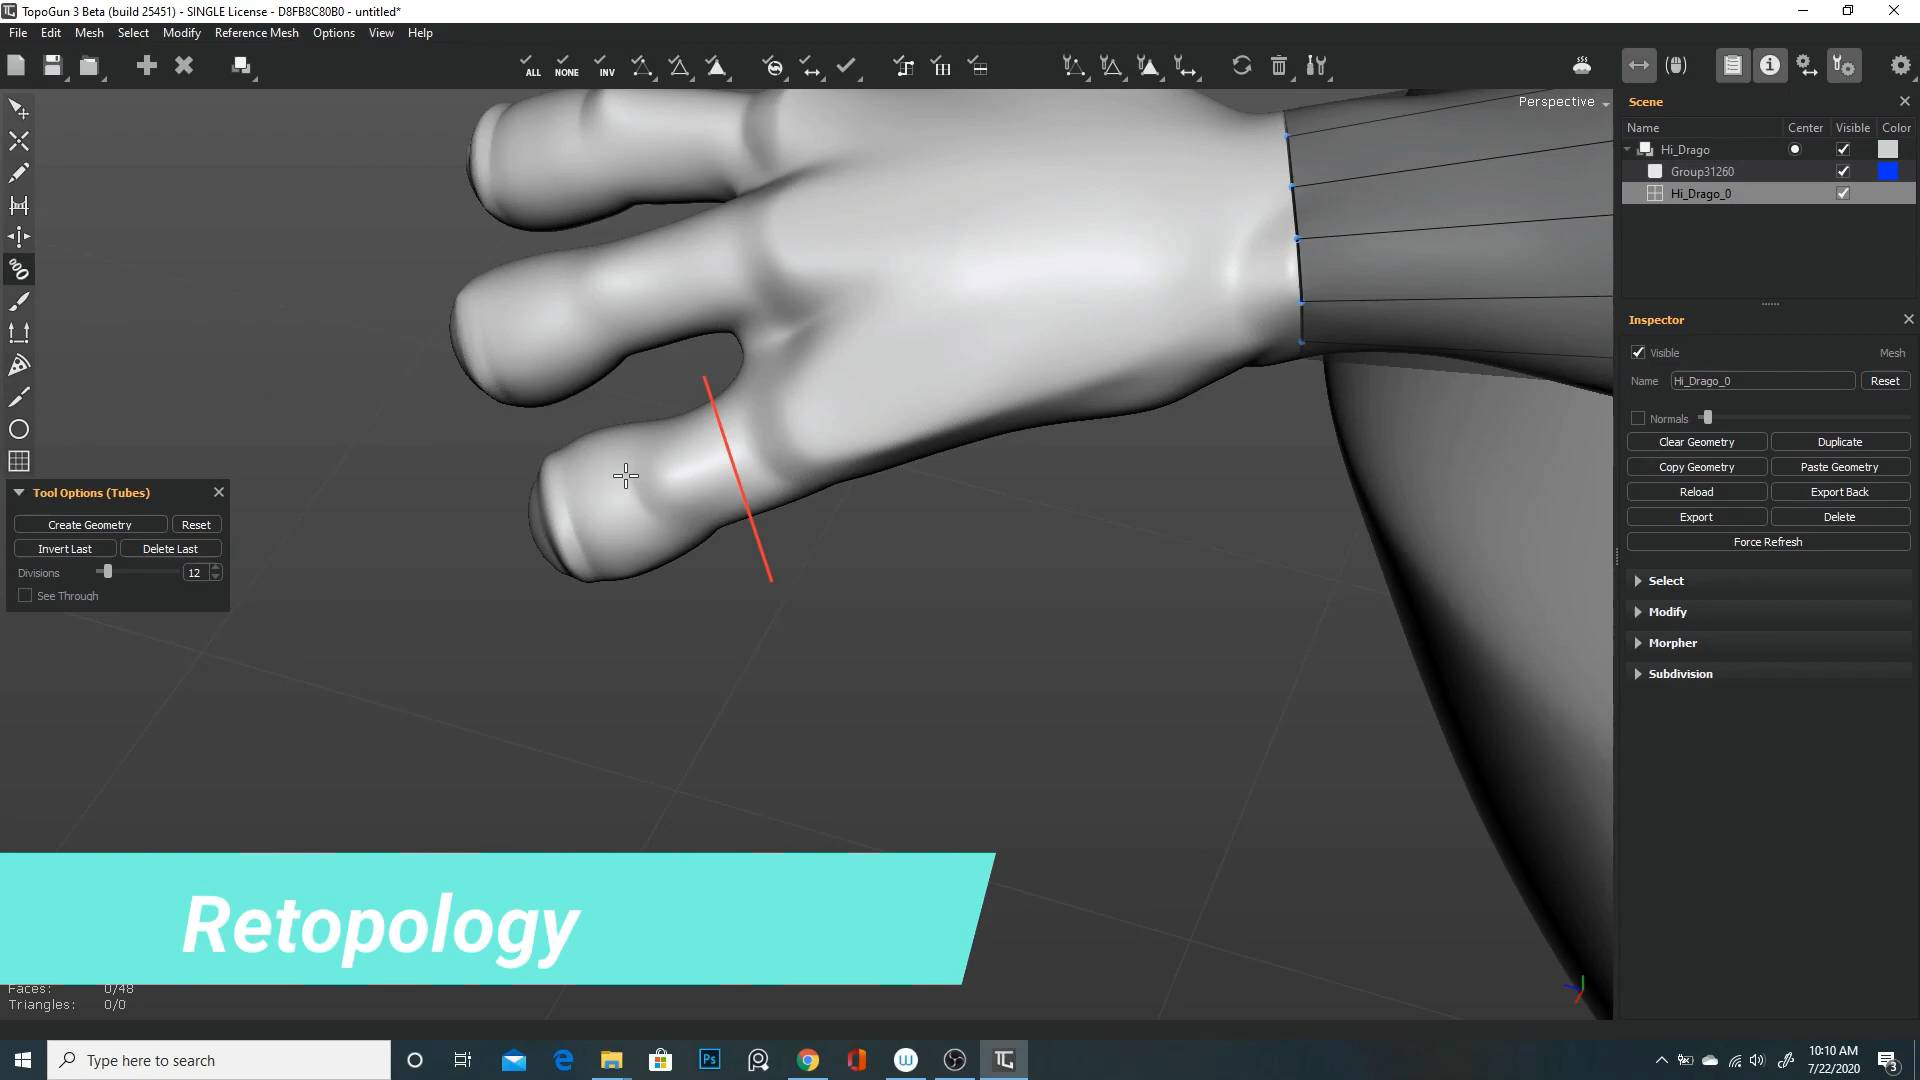 TopoGun 3 Beta (build 25451) - SINGLE License - D8FB8C80B0 - untitled*
File Edit Mesh Select Modify Reference Mesh Options View Help
ALL NONE INV
Perspective
Scene
Name Center Visible Color
Hi_Drago
Group31260
Hi_Drago_0
Inspector
Visible Mesh
Name Hi_Drago_0 Reset
Normals
Clear Geometry Duplicate
Copy Geometry Paste Geometry
Reload Export Back
Export Delete
Force Refresh
Select
Modify
Morpher
Subdivision
Tool Options (Tubes)
Create Geometry Reset
Invert Last Delete Last
Divisions 12
See Through
Retopology
Faces: 0/48
Triangles: 0/0
Type here to search
Ps
10:10 AM
7/22/2020
3